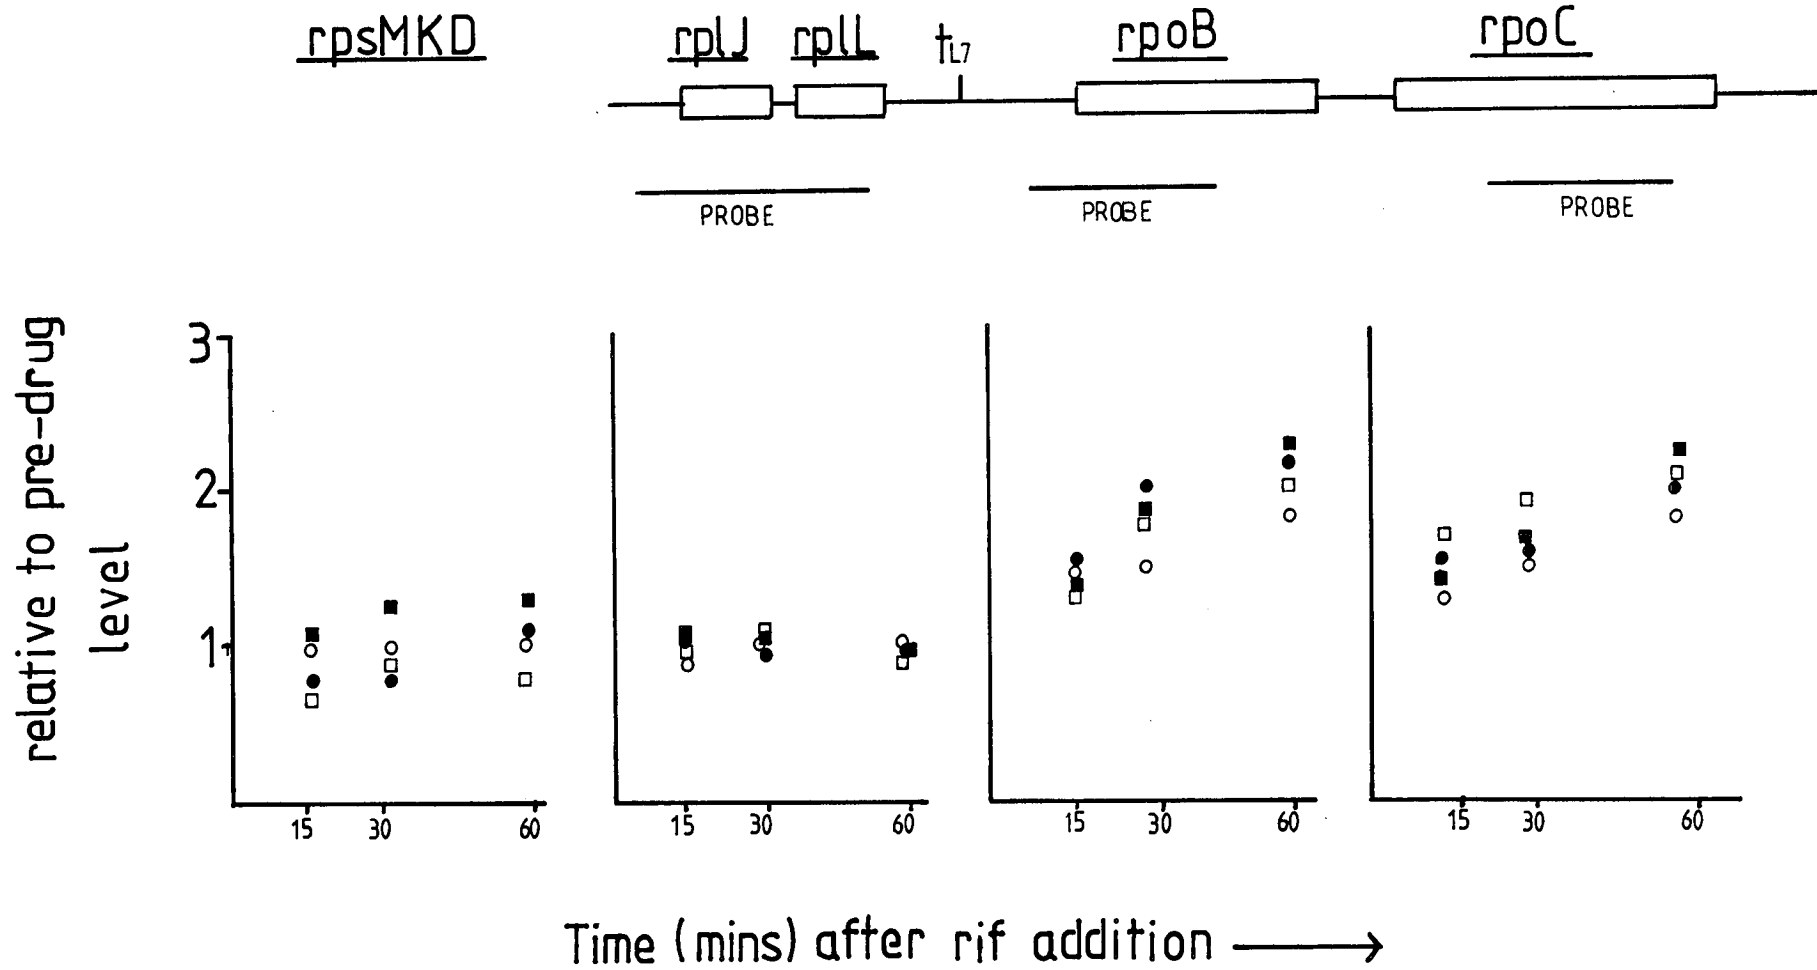 rpsMKD
rplJ
rplL
tL7
rpoB
rpoC
PROBE
PROBE
PROBE
relative to pre-drug
level
3
2
1
15 30 60
15 30 60
15 30 60
15 30 60
Time (mins) after rif addition